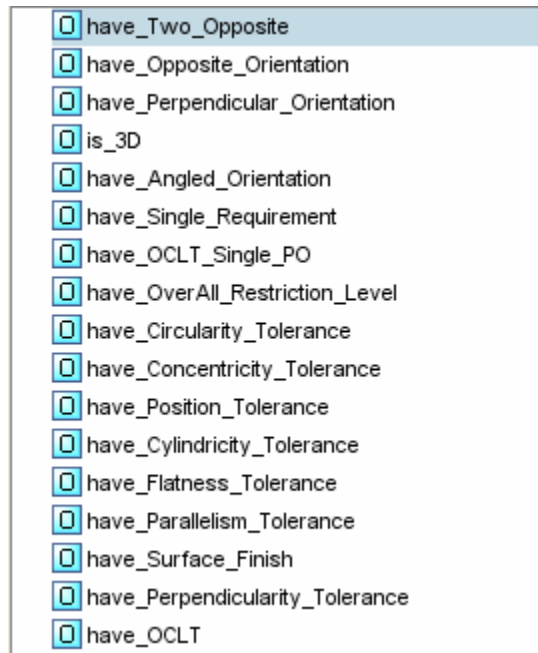 have_Two_Opposite
have_Opposite_Orientation
have_Perpendicular_Orientation
is_3D
have_Angled_Orientation
have_Single_Requirement
have_OCLT_Single_PO
have_OverAll_Restriction_Level
have_Circularity_Tolerance
have_Concentricity_Tolerance
have_Position_Tolerance
have_Cylindricity_Tolerance
have_Flatness_Tolerance
have_Parallelism_Tolerance
have_Surface_Finish
have_Perpendicularity_Tolerance
have_OCLT